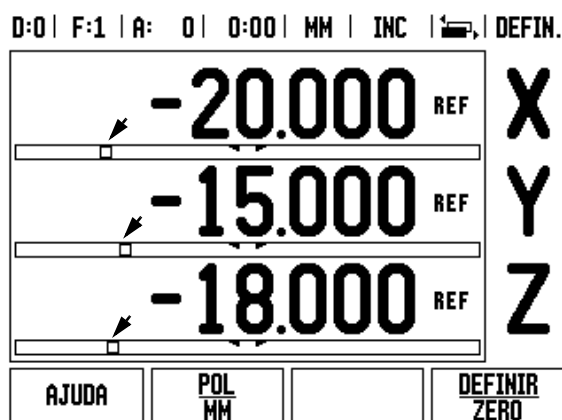 D:0 | F:1 | A: 0 | 0:00 | MM | INC | DEFIN.
-20.000 REF X
-15.000 REF Y
-18.000 REF Z
AJUDA POL DEFINIR
MM ZERO